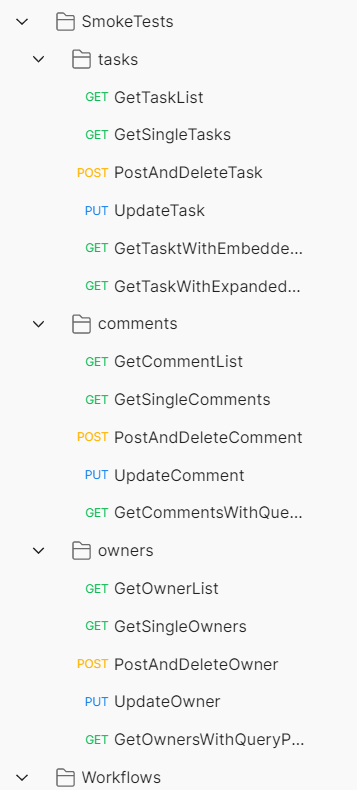 SmokeTests
tasks
GET GetTaskList
GET GetSingleTasks
POST PostAndDeleteTask
PUT UpdateTask
GET GetTasktWithEmbedde...
GET GetTaskWithExpanded...
comments
GET GetCommentList
GET GetSingleComments
POST PostAndDeleteComment
PUT UpdateComment
GET GetCommentsWithQue...
owners
GET GetOwnerList
GET GetSingleOwners
POST PostAndDeleteOwner
PUT UpdateOwner
GET GetOwnersWithQueryP...
Workflows